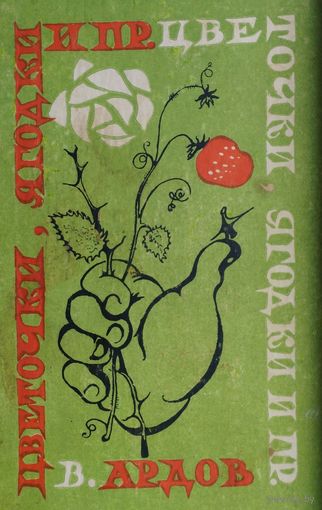 ЦВЕТОЧКИ, ЯГОДКИ И ПР. ЦВЕТОЧКИ ЯГОДКИ И ПР.
В. АРДОВ